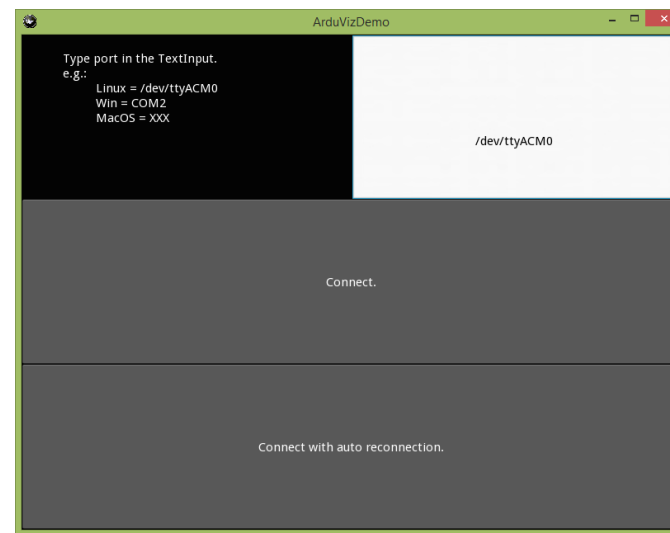 ArduVizDemo
Type port in the TextInput.
e.g.:
Linux = /dev/ttyACM0
Win = COM2
MacOS = XXX
/dev/ttyACM0
Connect.
Connect with auto reconnection.